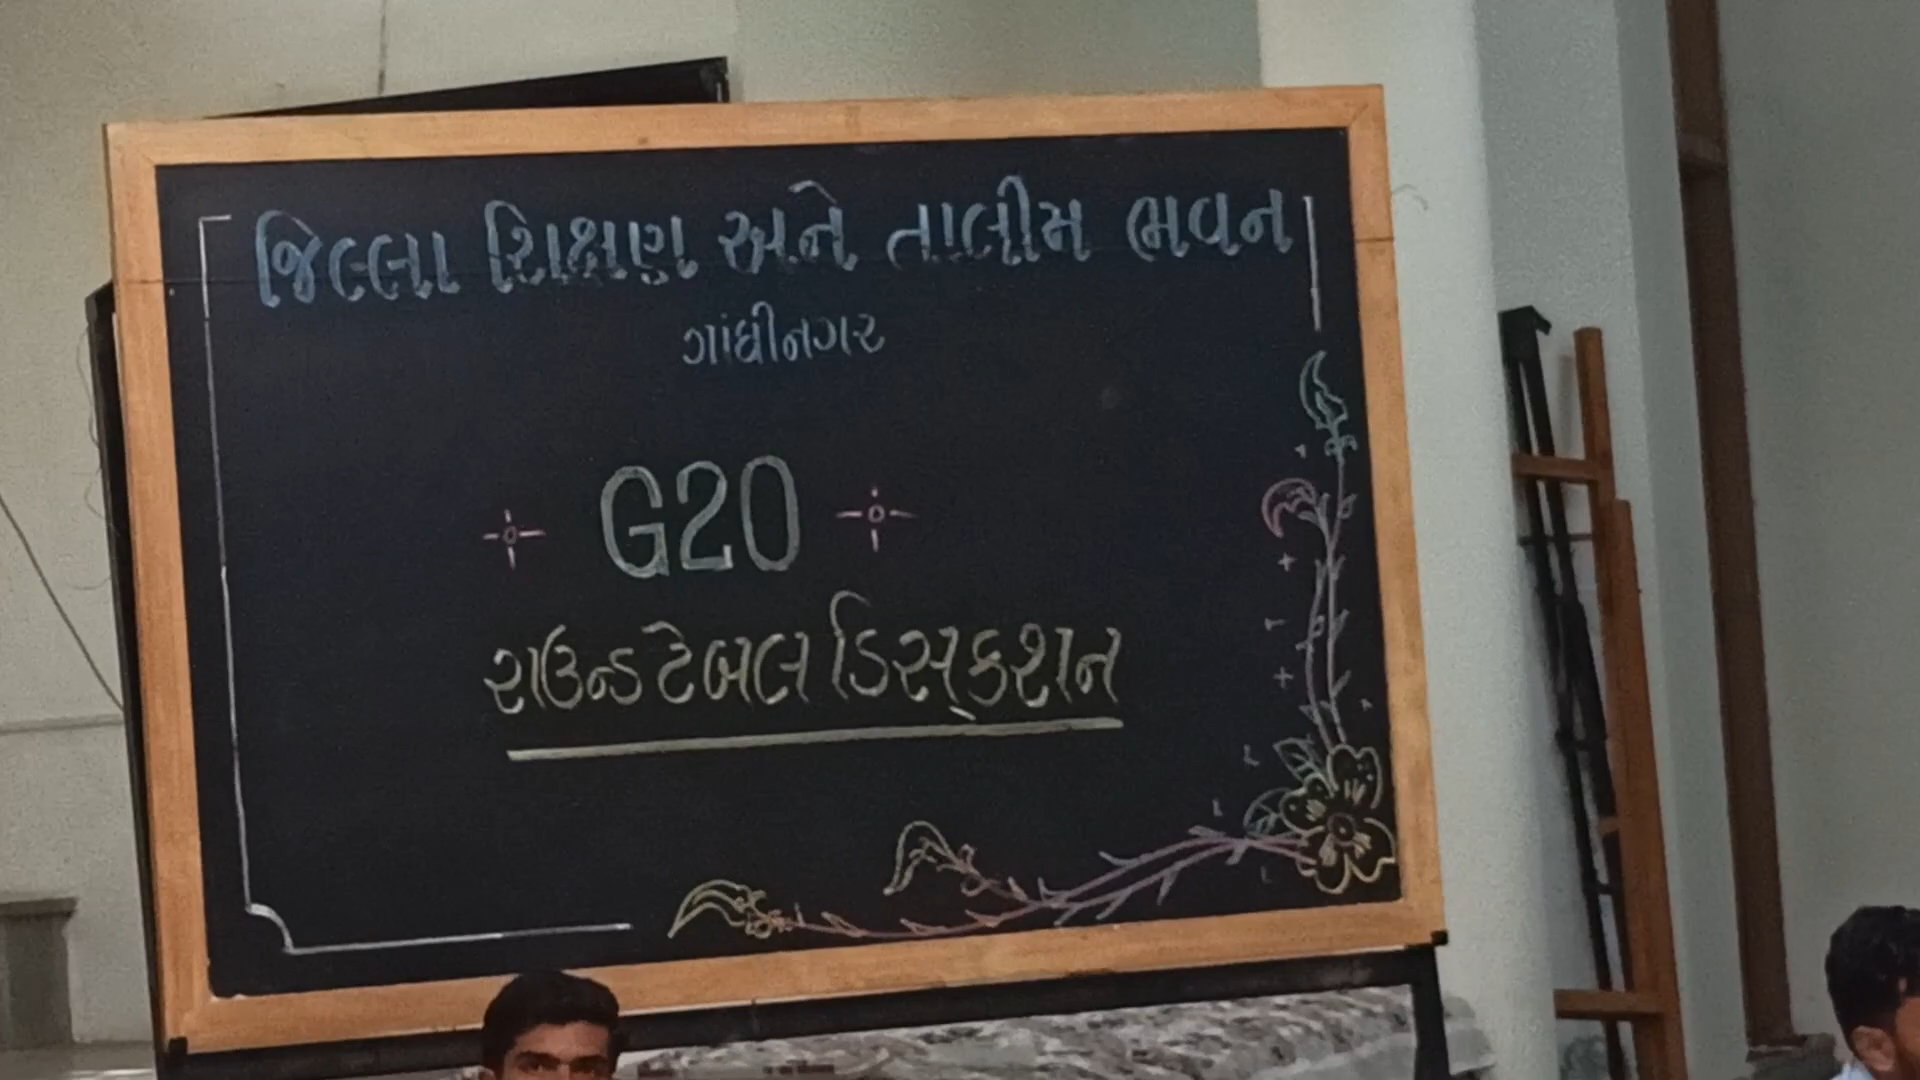 જિલ્લા શિક્ષણ અને તાલીમ ભવન
ગાંધીનગર
G20
રાઉન્ડ ટેબલ ડિસ્કશન